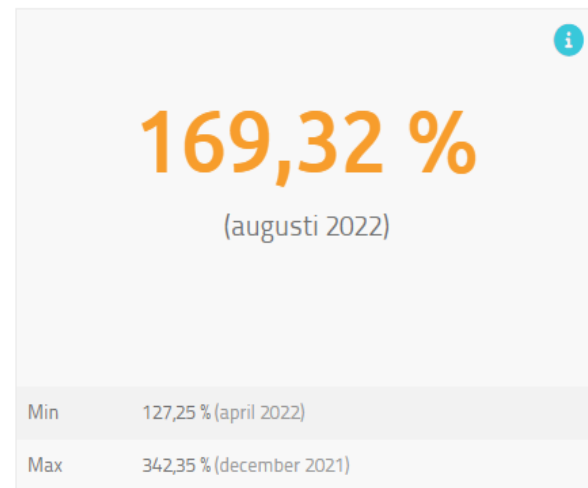 i
169,32 %
(augusti 2022)
Min 127,25 % (april 2022)
Max 342,35 % (december 2021)